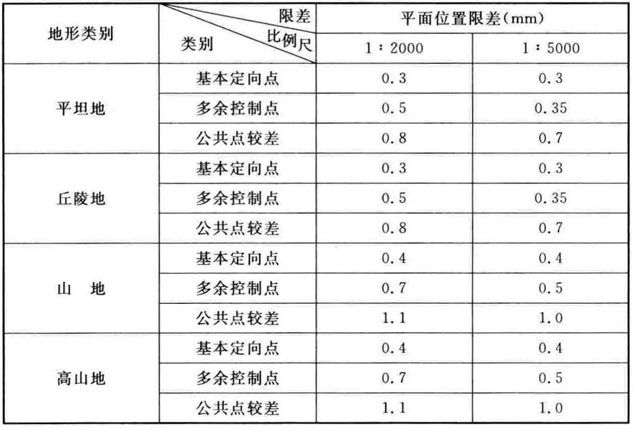 地形类别 限差 比例尺 类别 平面位置限差(mm)
1∶2000 1∶5000
平坦地 基本定向点 0.3 0.3
多余控制点 0.5 0.35
公共点较差 0.8 0.7
丘陵地 基本定向点 0.3 0.3
多余控制点 0.5 0.35
公共点较差 0.8 0.7
山 地 基本定向点 0.4 0.4
多余控制点 0.7 0.5
公共点较差 1.1 1.0
高山地 基本定向点 0.4 0.4
多余控制点 0.7 0.5
公共点较差 1.1 1.0